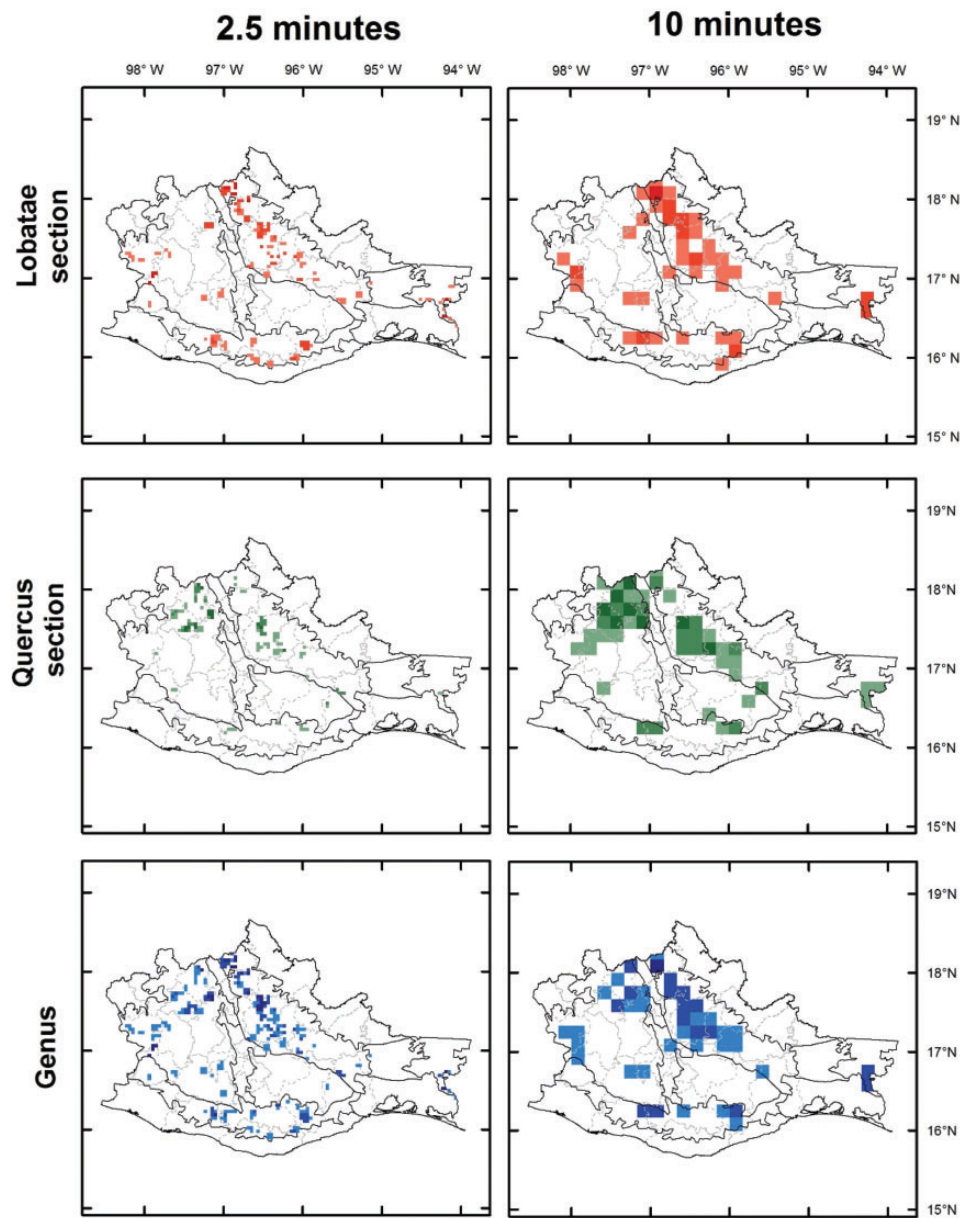 2.5 minutes
10 minutes
98° W 97° W 96° W 95° W 94° W
98° W 97° W 96° W 95° W 94° W
Lobatae
section
19° N
18° N
17° N
16° N
15° N
Quercus
section
19°N
18°N
17°N
16°N
15°N
Genus
19°N
18°N
17°N
16°N
15°N